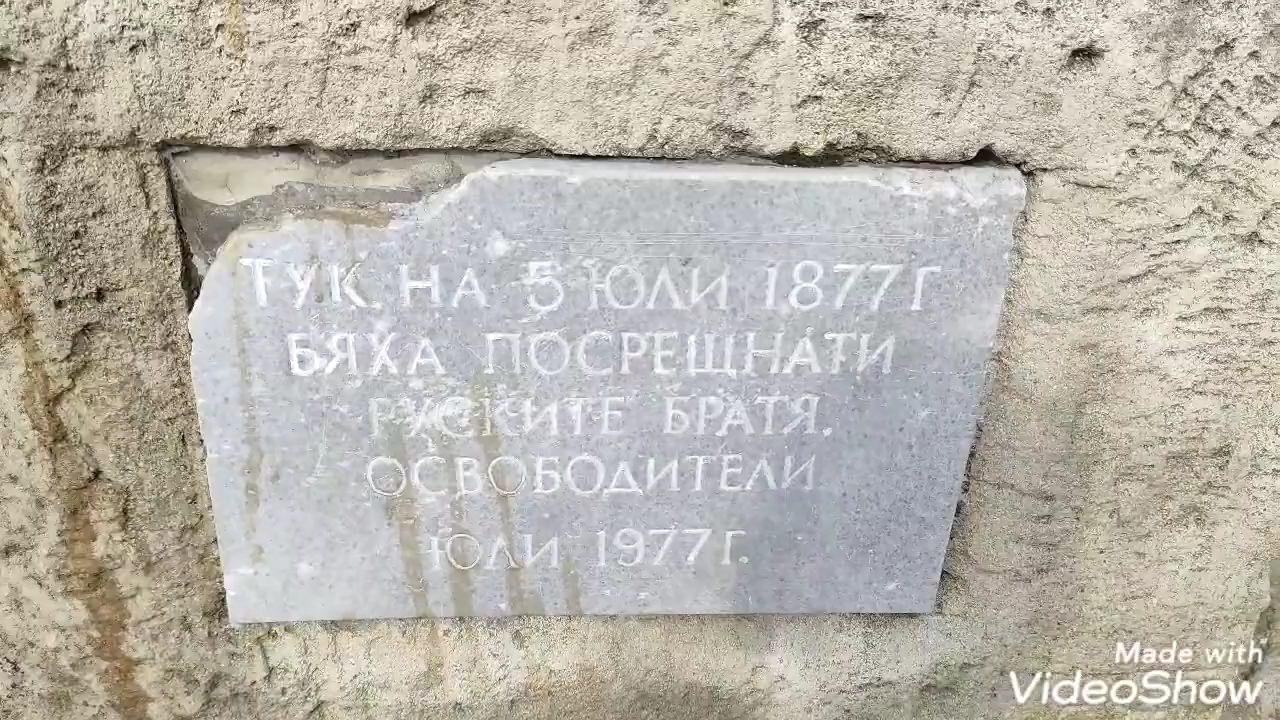 ТУК НА 5 ЮЛИ 1877 Г
БЯХА ПОСРЕЩНАТИ
РУСКИТЕ БРАТЯ.
ОСВОБОДИТЕЛИ
ЮЛИ 1977 Г.
Made with
VideoShow